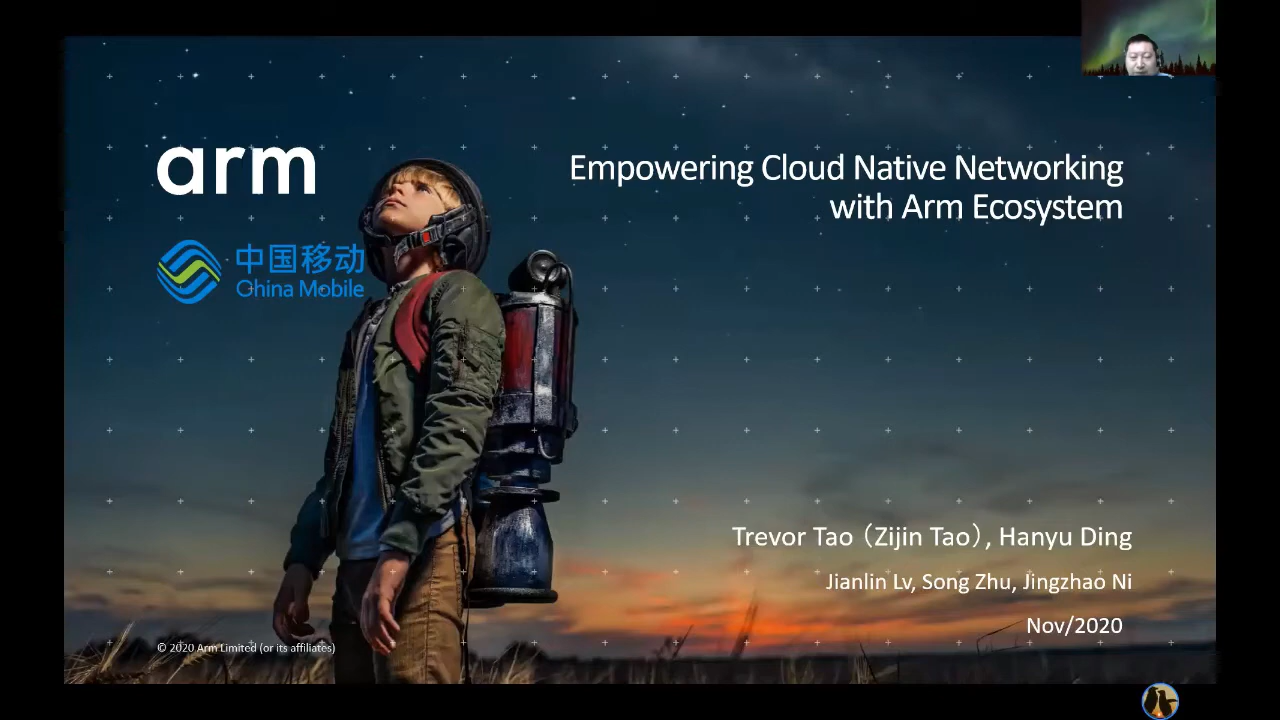 arm
中国移动
China Mobile
Empowering Cloud Native Networking
with Arm Ecosystem
Trevor Tao（Zijin Tao）, Hanyu Ding
Jianlin Lv, Song Zhu, Jingzhao Ni
Nov/2020
© 2020 Arm Limited (or its affiliates)